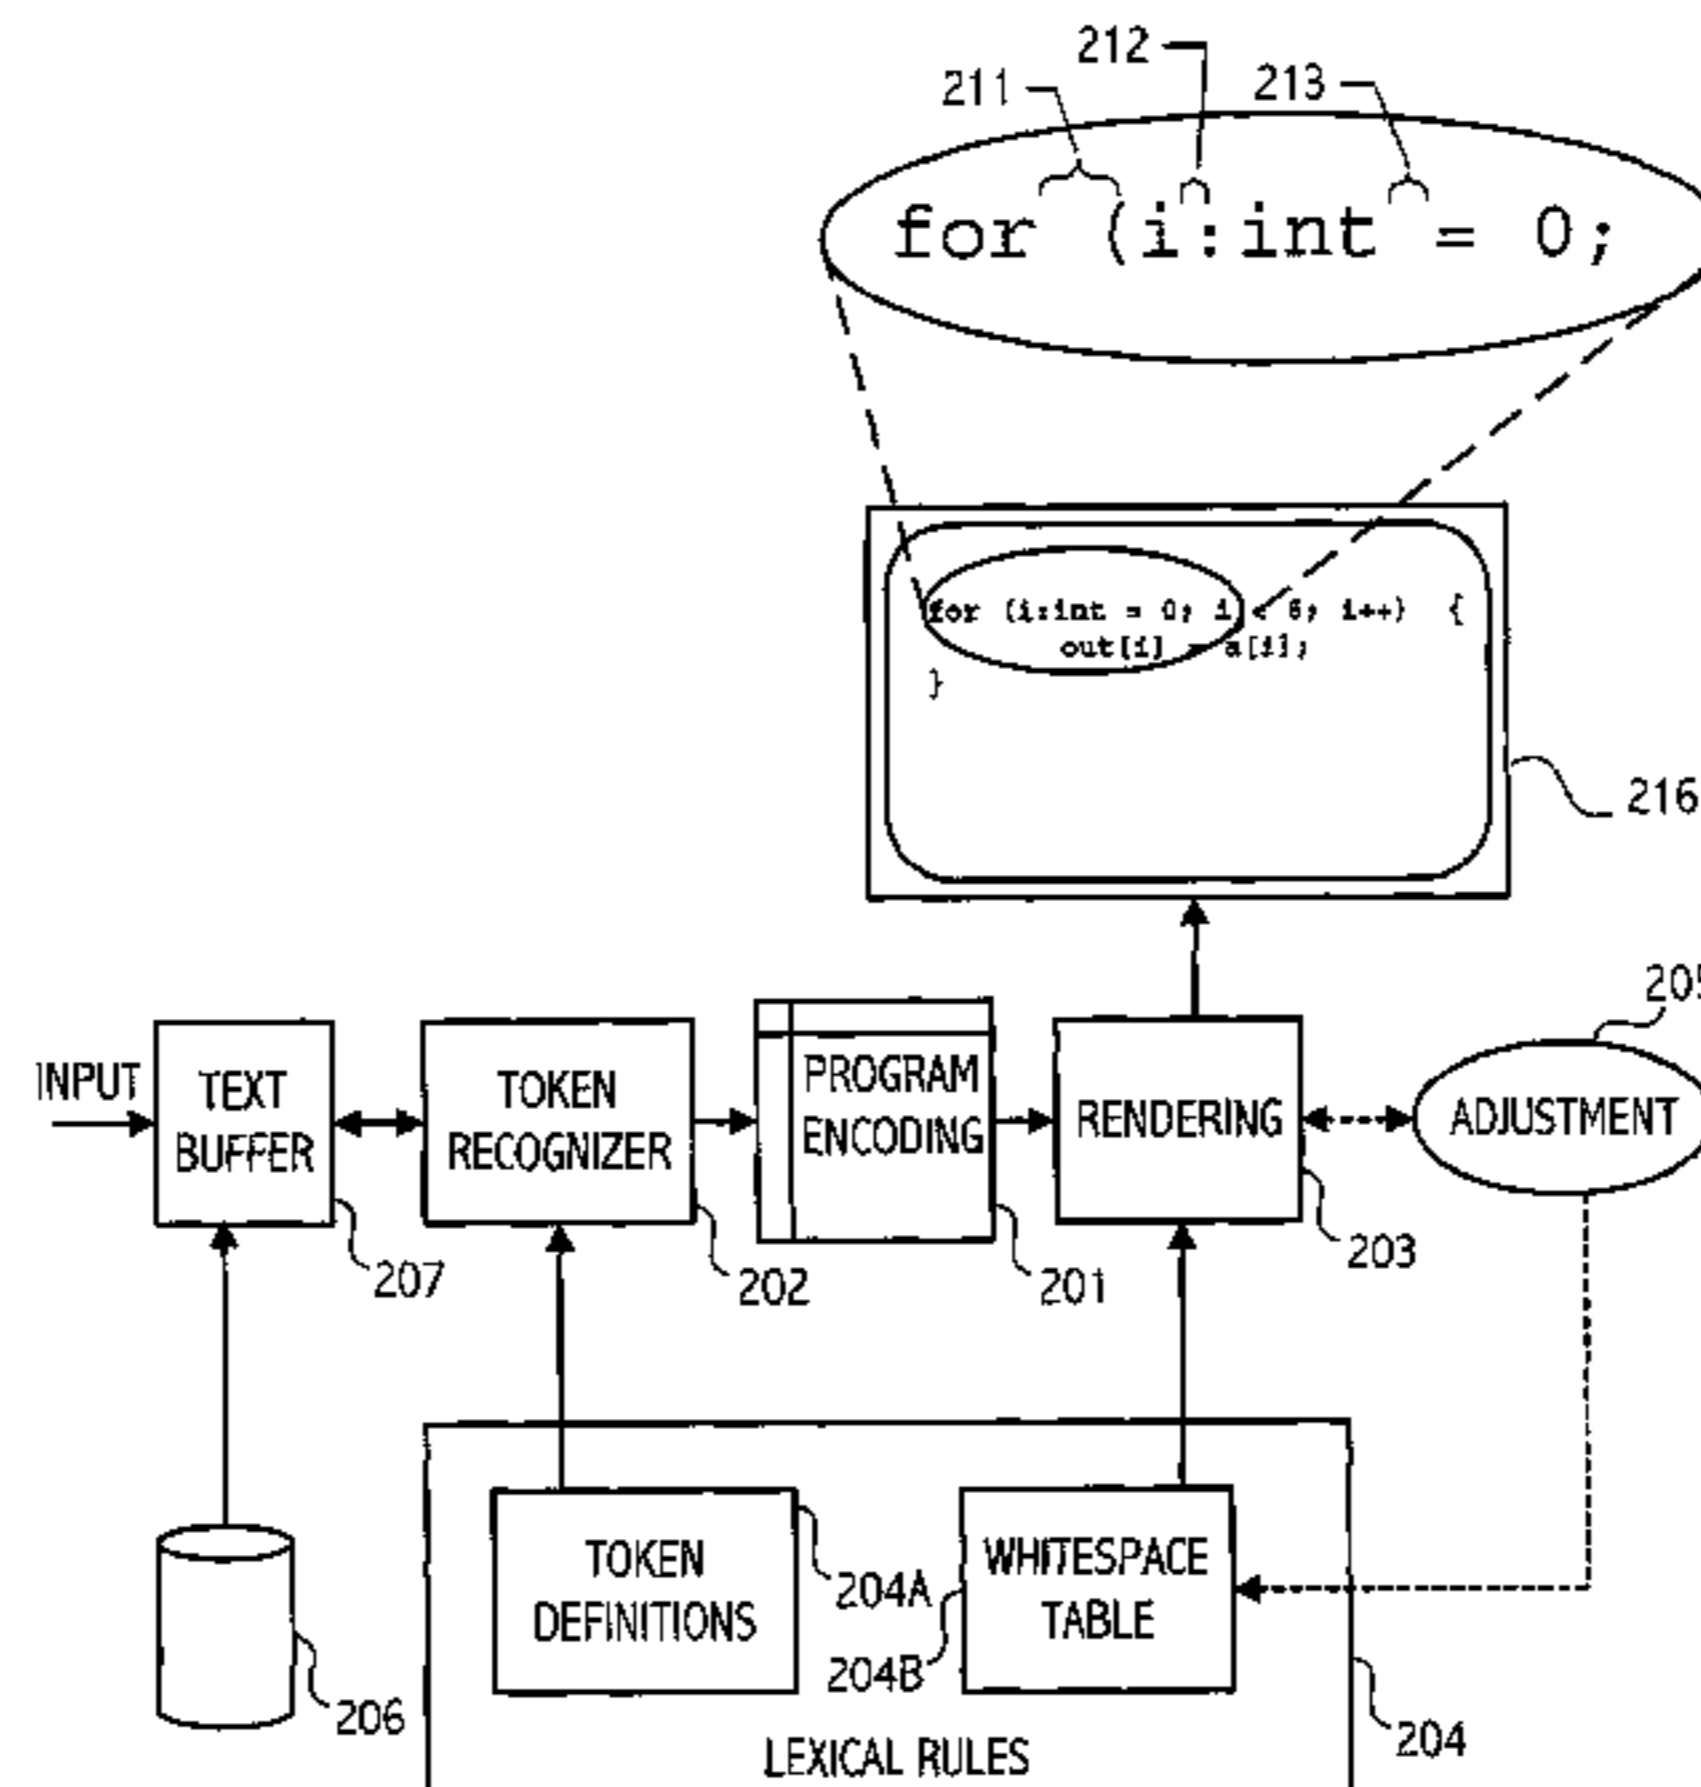 212
211
213
for (i:int = 0;
for (i:int = 0; i < 6; i++) {
out[i] = a[i];
}
216
205
INPUT
TEXT
BUFFER
TOKEN
RECOGNIZER
PROGRAM
ENCODING
RENDERING
ADJUSTMENT
207
202
201
203
TOKEN
DEFINITIONS
204A
WHITESPACE
TABLE
204B
206
204
LEXICAL RULES